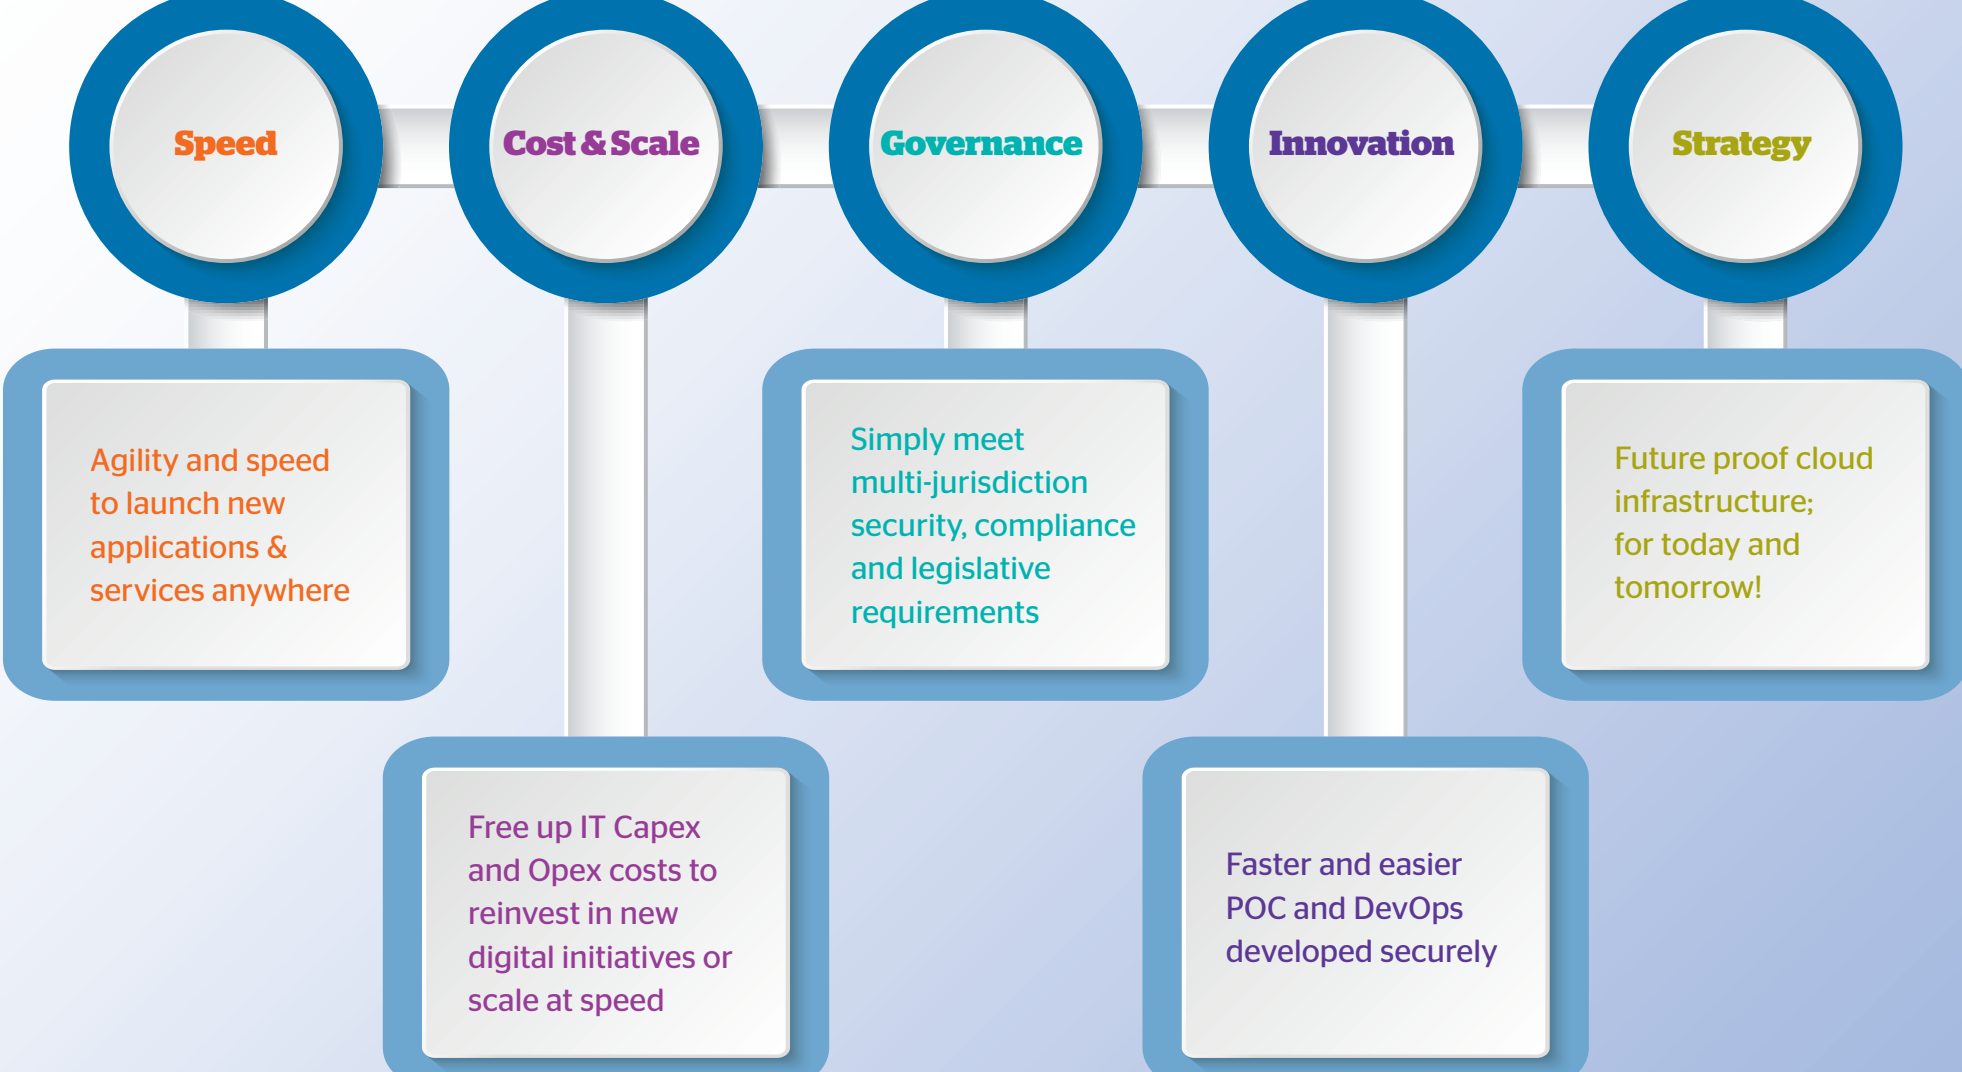 Speed
Cost & Scale
Governance
Innovation
Strategy
Agility and speed
to launch new
applications &
services anywhere
Simply meet
multi-jurisdiction
security, compliance
and legislative
requirements
Future proof cloud
infrastructure;
for today and
tomorrow!
Free up IT Capex
and Opex costs to
reinvest in new
digital initiatives or
scale at speed
Faster and easier
POC and DevOps
developed securely